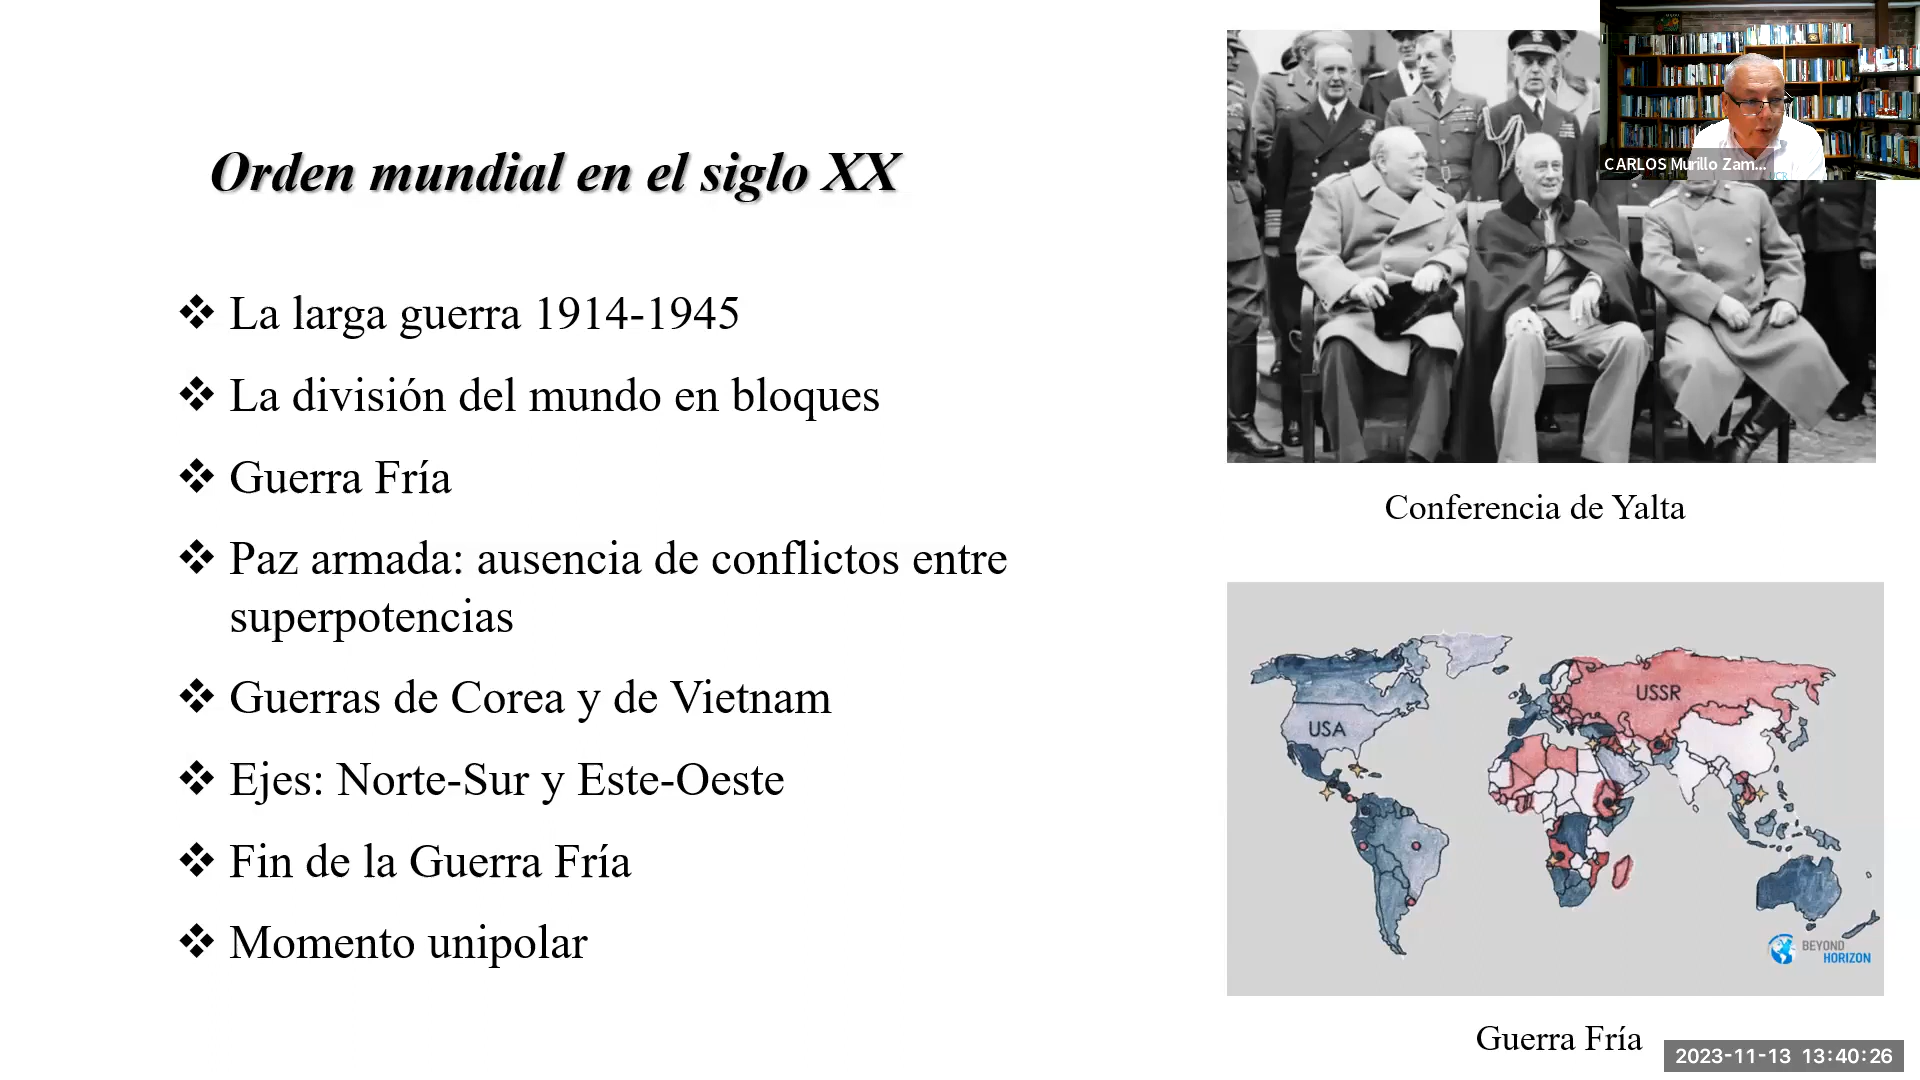 CARLOS Murillo Zam...
UCR
Orden mundial en el siglo XX
❖ La larga guerra 1914-1945
❖ La división del mundo en bloques
❖ Guerra Fría
❖ Paz armada: ausencia de conflictos entre
superpotencias
❖ Guerras de Corea y de Vietnam
❖ Ejes: Norte-Sur y Este-Oeste
❖ Fin de la Guerra Fría
❖ Momento unipolar
Conferencia de Yalta
USSR
USA
BEYOND
HORIZON
Guerra Fría
2023-11-13 13:40:26